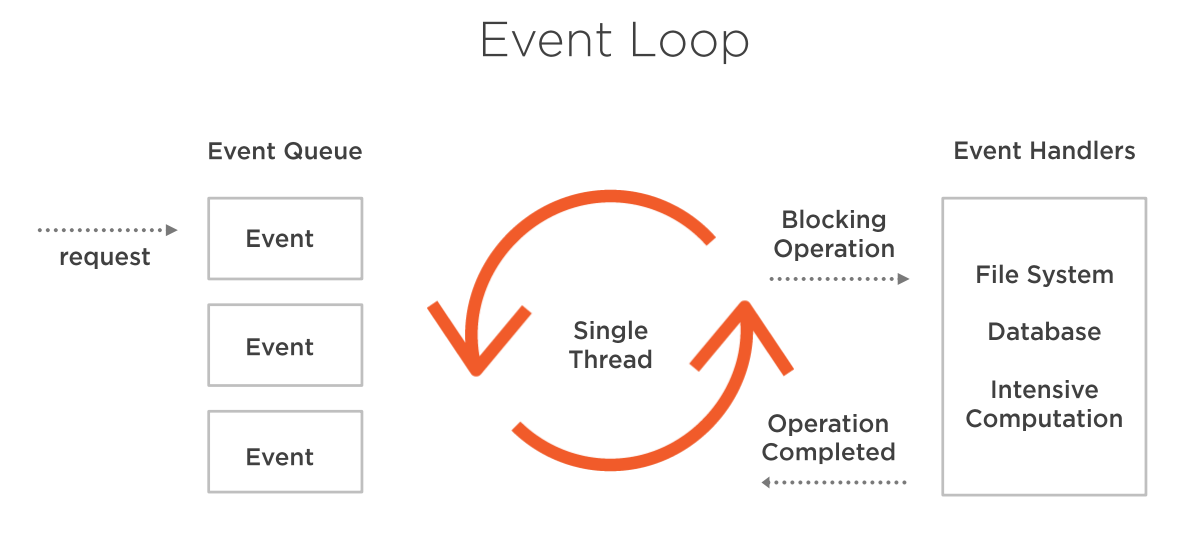 Event Loop
Event Queue
request
Event
Event
Event
Single
Thread
Blocking
Operation
Operation
Completed
Event Handlers
File System
Database
Intensive
Computation